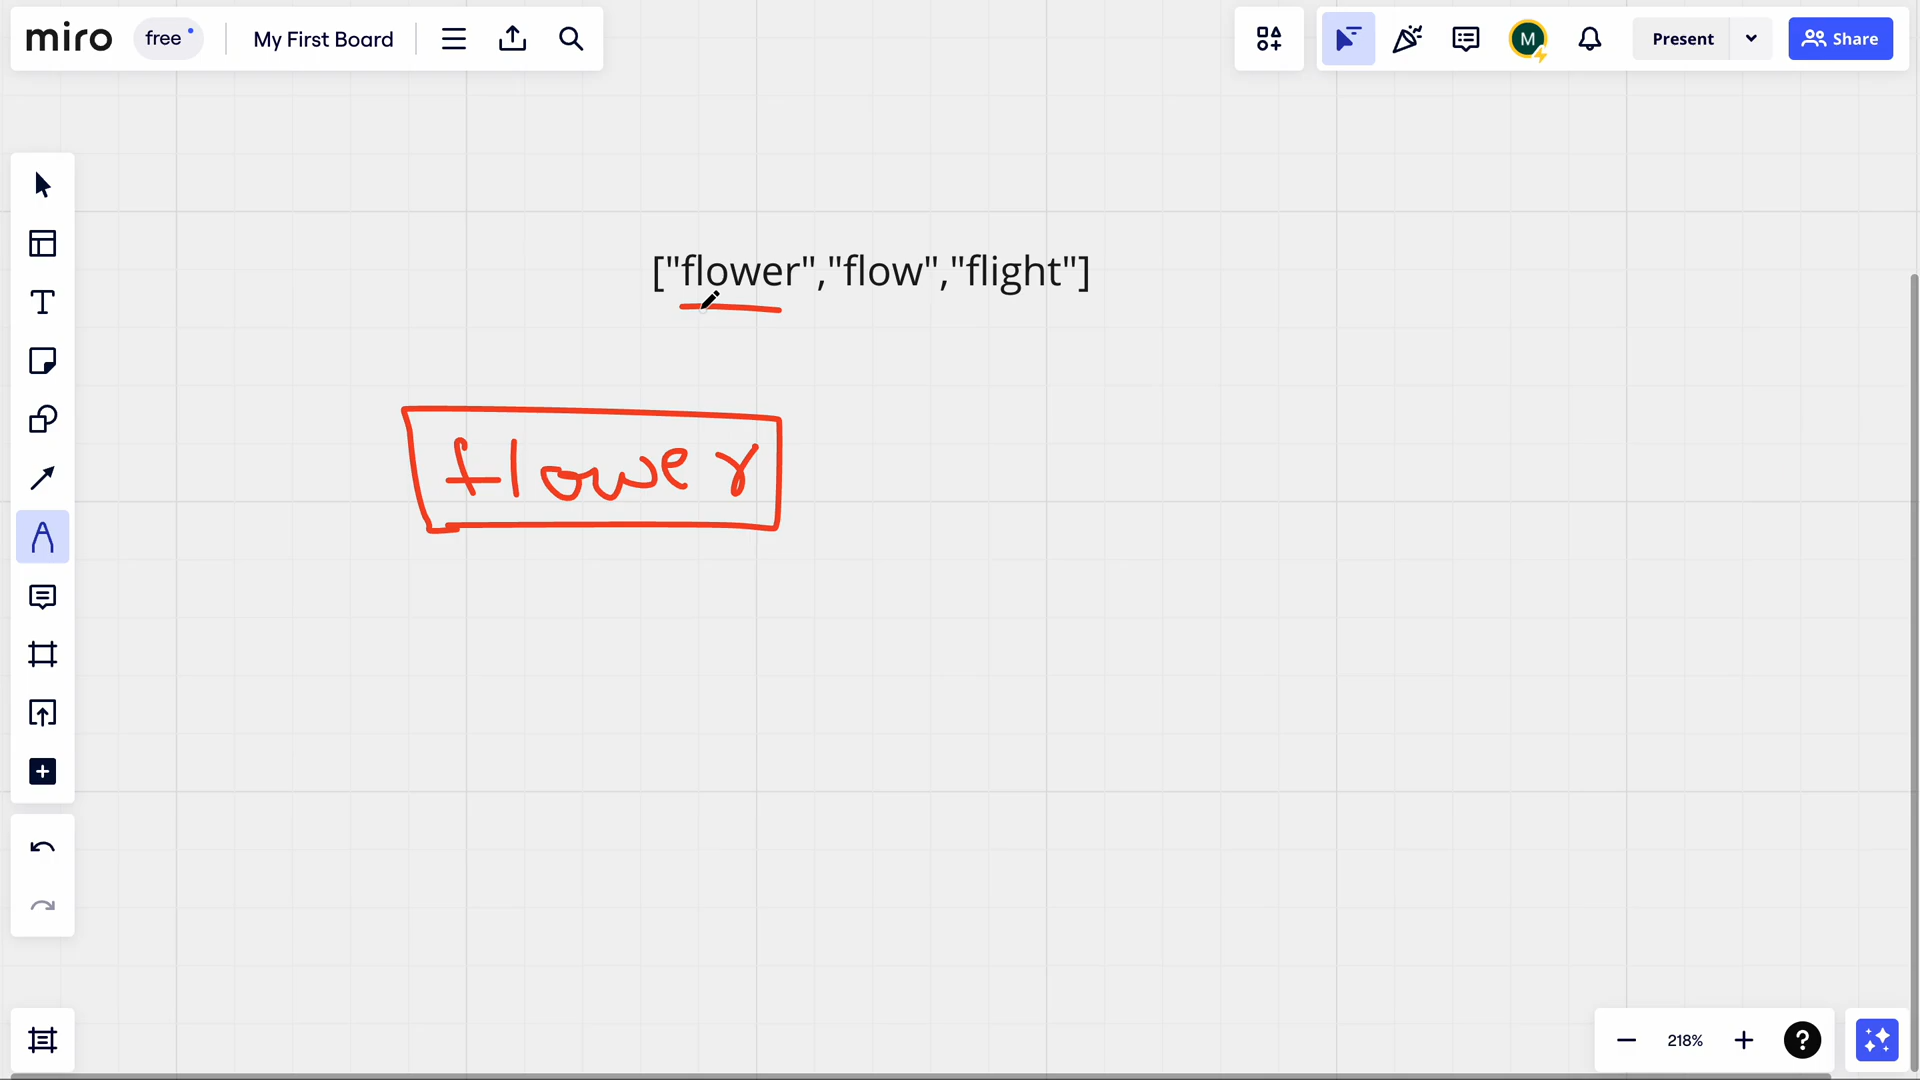 miro free My First Board Present Share
M
T
["flower","flow","flight"]
flower
218% ?